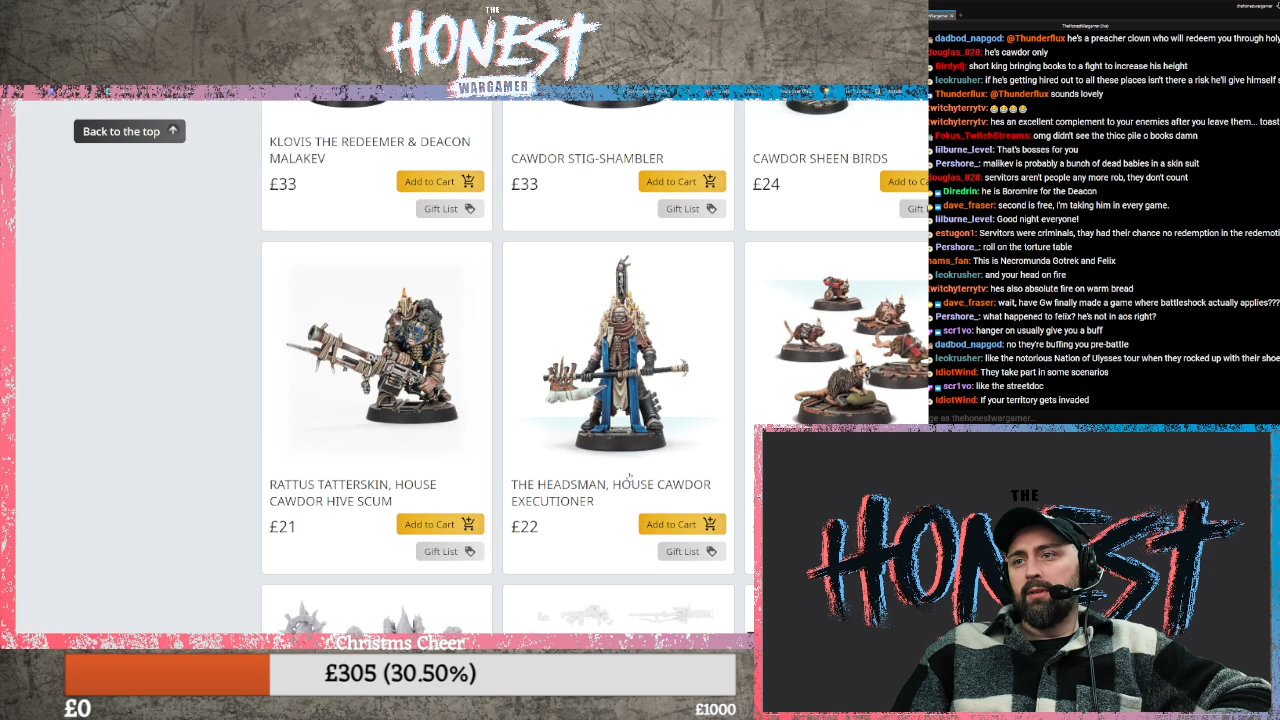 THE
HONEST
WARGAMER
Back to the top
KLOVIS THE REDEEMER & DEACON
MALAKEV
£33
Add to Cart
Gift List
CAWDOR STIG-SHAMBLER
£33
Add to Cart
Gift List
CAWDOR SHEEN BIRDS
£24
Add to Ca
Gift
RATTUS TATTERSKIN, HOUSE
CAWDOR HIVE SCUM
£21
Add to Cart
Gift List
THE HEADSMAN, HOUSE CAWDOR
EXECUTIONER
£22
Add to Cart
Gift List
Christms Cheer
£305 (30.50%)
£0
£1000
thehonestwargamer
TheHonestWargamer
dadbod_napgod: @Thunderflux he's a preacher clown who will redeem you through holy
douglas_828: he's cawdor only
Birdydj: short king bringing books to a fight to increase his height
leokrusher: if he's getting hired out to all these places isn't there a risk he'll give himself
Thunderflux: @Thunderflux sounds lovely
witchyterrytv:
witchyterrytv: hes an excellent complement to your enemies after you leave them... toast
Fokus_TwitchStreams: omg didn't see the thicc pile o books damn
lilburne_level: That's bosses for you
Pershore_: malikev is probably a bunch of dead babies in a skin suit
douglas_828: servitors aren't people any more rob, they don't count
Diredrin: he is Boromire for the Deacon
dave_fraser: second is free, i'm taking him in every game.
lilburne_level: Good night everyone!
estugon1: Servitors were criminals, thay had their chance no redemption in the redemoti
Pershore_: roll on the torture table
hams_fan: This is Necromunda Gotrek and Felix
leokrusher: and your head on fire
twitchyterrytv: hes also absolute fire on warm bread
dave_fraser: wait, have Gw finally made a game where battleshock actually applies???
Pershore_: what happened to felix? he's not in aos right?
scr1vo: hanger on usually give you a buff
dadbod_napgod: no they're buffing you pre-battle
leokrusher: like the notorious Nation of Ulysses tour when they rocked up with their shoe
IdiotWind: They take part in some scenarios
scr1vo: like the streetdoc
IdiotWind: If your territory gets invaded
ge as thehonestwargamer...
THE
HONEST